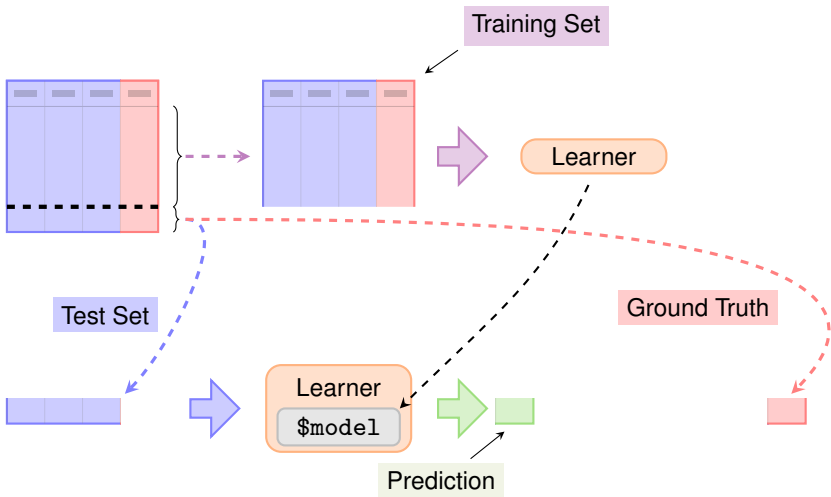 Training Set
Learner
Test Set
Ground Truth
Learner
$model
Prediction